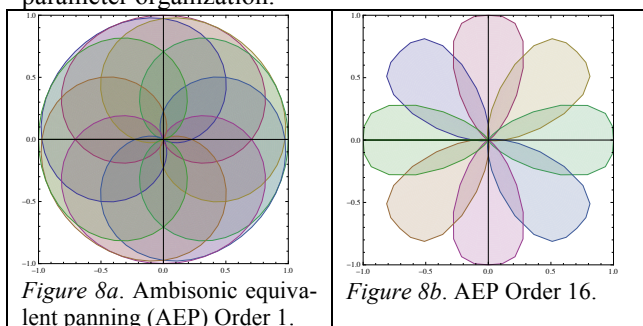 parameter organization.
1.0
0.5
0.0
−0.5
−1.0
−1.0 −0.5 0.0 0.5 1.0
Figure 8a. Ambisonic equiva-
lent panning (AEP) Order 1.
1.0
0.5
0.0
−0.5
−1.0
−1.0 −0.5 0.0 0.5 1.0
Figure 8b. AEP Order 16.